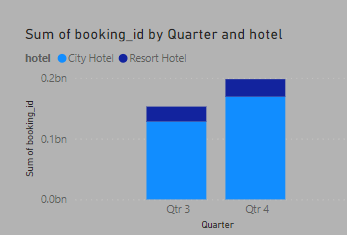 Sum of booking_id by Quarter and hotel
hotel City Hotel Resort Hotel
0.2bn
0.1bn
0.0bn
Sum of booking_id
Qtr 3 Qtr 4
Quarter